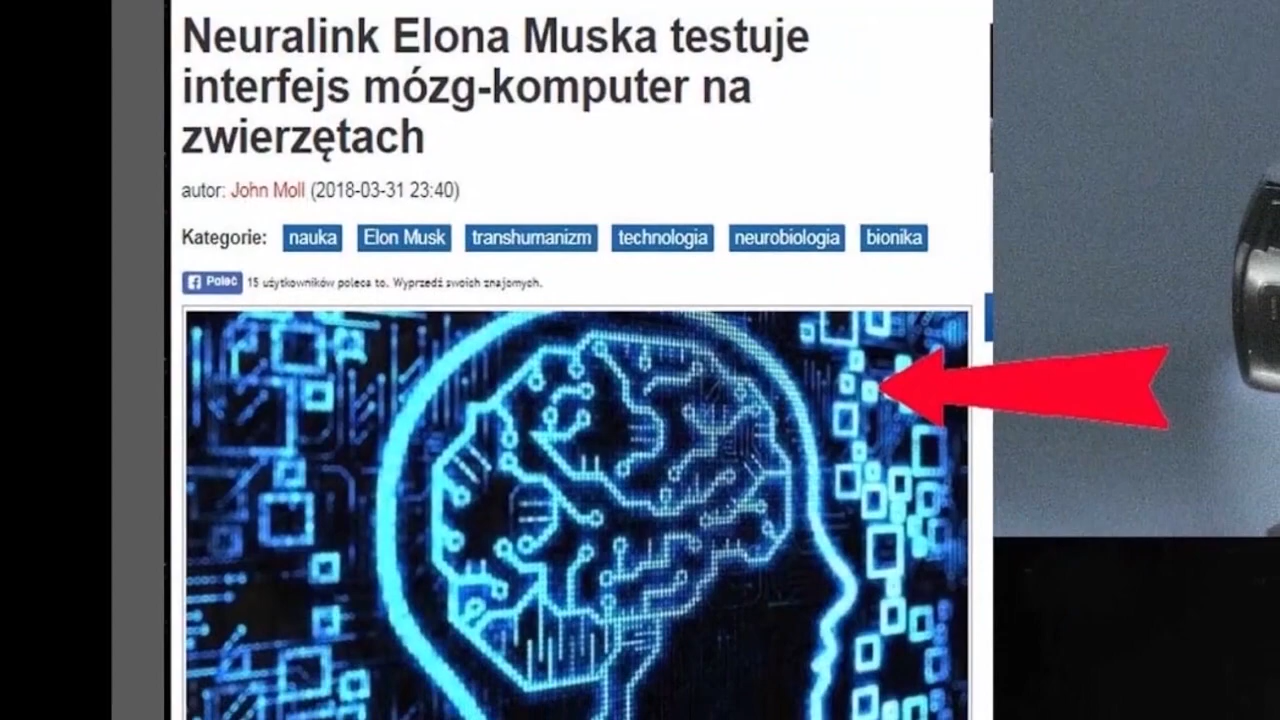 Neuralink Elona Muska testuje
interfejs mózg-komputer na
zwierzętach
autor: John Moll (2018-03-31 23:40)
Kategorie: nauka Elon Musk transhumanizm technologia neurobiologia bionika
Poleć 15 użytkowników poleca to. Wyprzedź swoich znajomych.